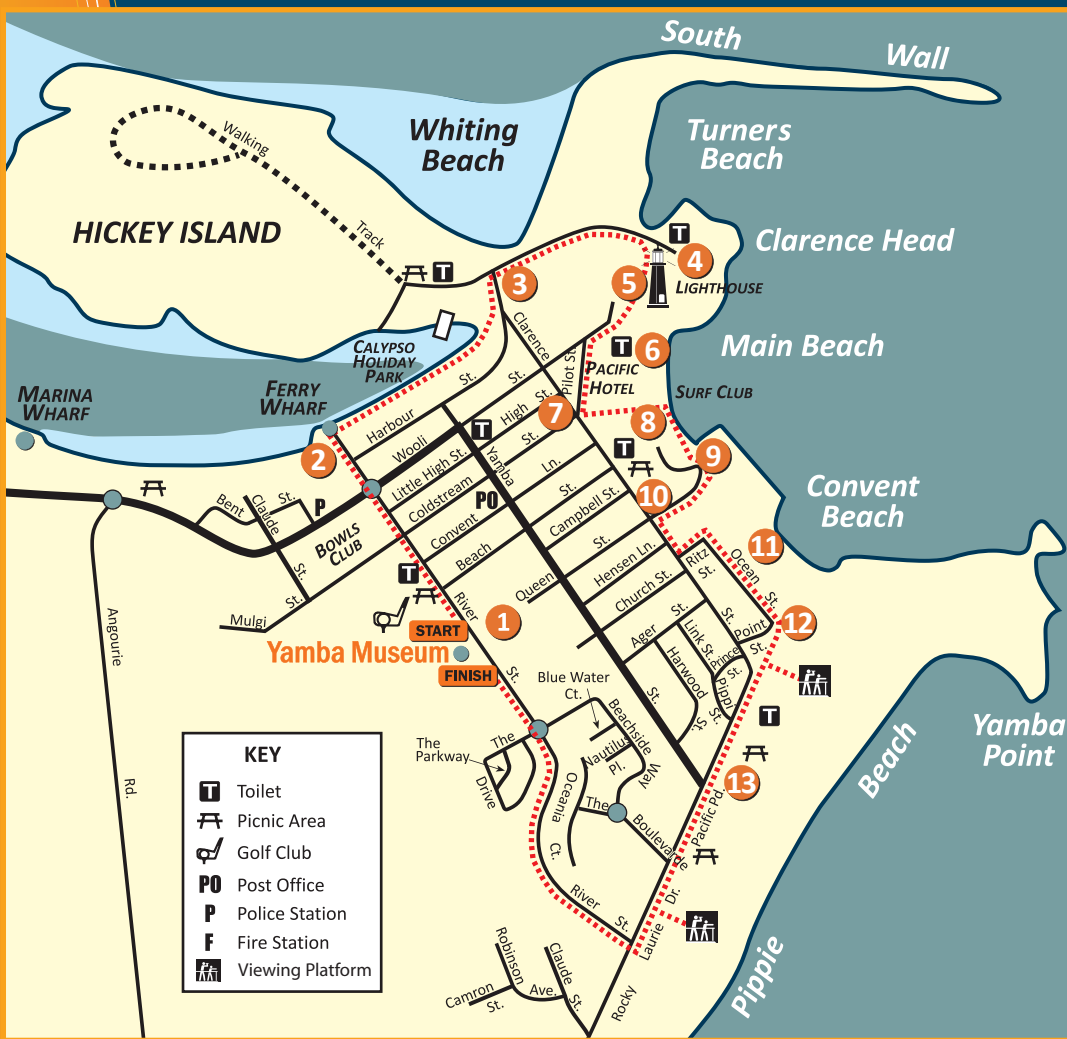 South
Wall
Whiting
Beach
Turners
Beach
Walking
Track
HICKEY ISLAND
T
T
Clarence Head
3
4
5
LIGHTHOUSE
Clarence
St.
CALYPSO
HOLIDAY
PARK
T
6
Main Beach
PACIFIC
HOTEL
Pilot St.
SURF CLUB
MARINA
WHARF
FERRY
WHARF
2
Harbour
St.
Wooli
St.
High
St.
7
8
9
T
T
10
Little High St.
Yamba
St.
Coldstream
St.
PO
Convent
Ln.
Beach
St.
Campbell St.
Queen
St.
Hensen Ln.
Church St.
Convent
Beach
11
Bent
St.
Claude
St.
P
BOWLS
CLUB
Mulgi
St.
T
River
St.
1
START
Yamba Museum
FINISH
Ritz
St.
Ocean
St.
12
Point
St.
Ager
St.
Link St.
Prince
St.
Pippi
St.
Harwood
St.
T
13
Angourie
Rd.
Blue Water
Ct.
Beachside
Way
Nautilus
Pl.
The
Parkway
The
Drive
Oceania
Ct.
The
Boulevarde
Pacific Pd.
River
St.
Rocky
Laurie
Dr.
Robinson
Ave.
Claude
St.
Camron
St.
Yamba
Point
Pippie
Beach
KEY
T Toilet
Picnic Area
Golf Club
PO Post Office
P Police Station
F Fire Station
Viewing Platform